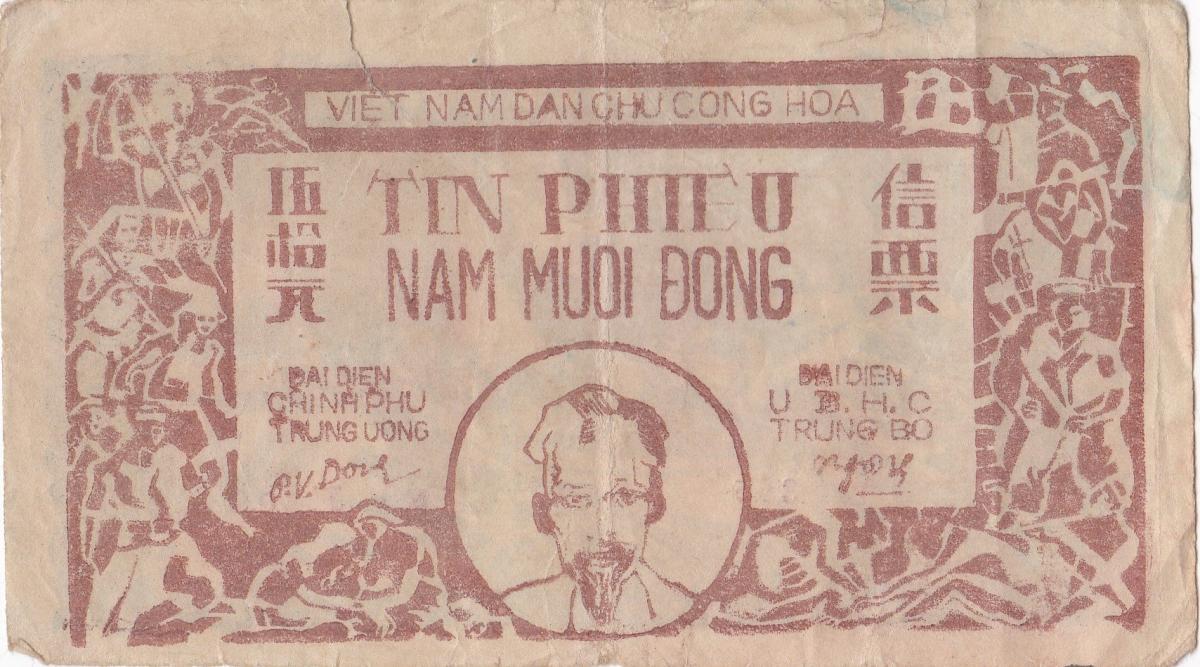 VIET NAM DAN CHU CONG HOA
伍拾元
TIN PHIEU
信票
NAM MUOI ĐONG
ĐAI DIEN
CHINH PHU
TRUNG UONG
P.V.Dong
ĐAI DIEN
U B. H. C
TRUNG BO